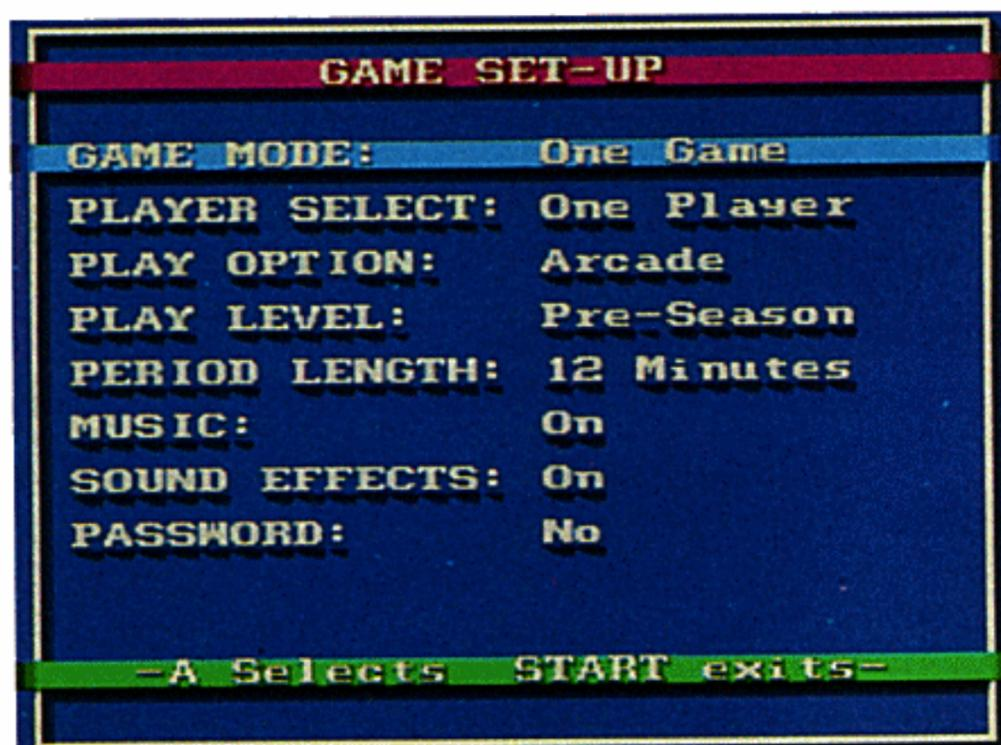 GAME SET-UP
GAME MODE: One Game
PLAYER SELECT: One Player
PLAY OPTION: Arcade
PLAY LEVEL: Pre-Season
PERIOD LENGTH: 12 Minutes
MUSIC: On
SOUND EFFECTS: On
PASSWORD: No
-A Selects START exits-